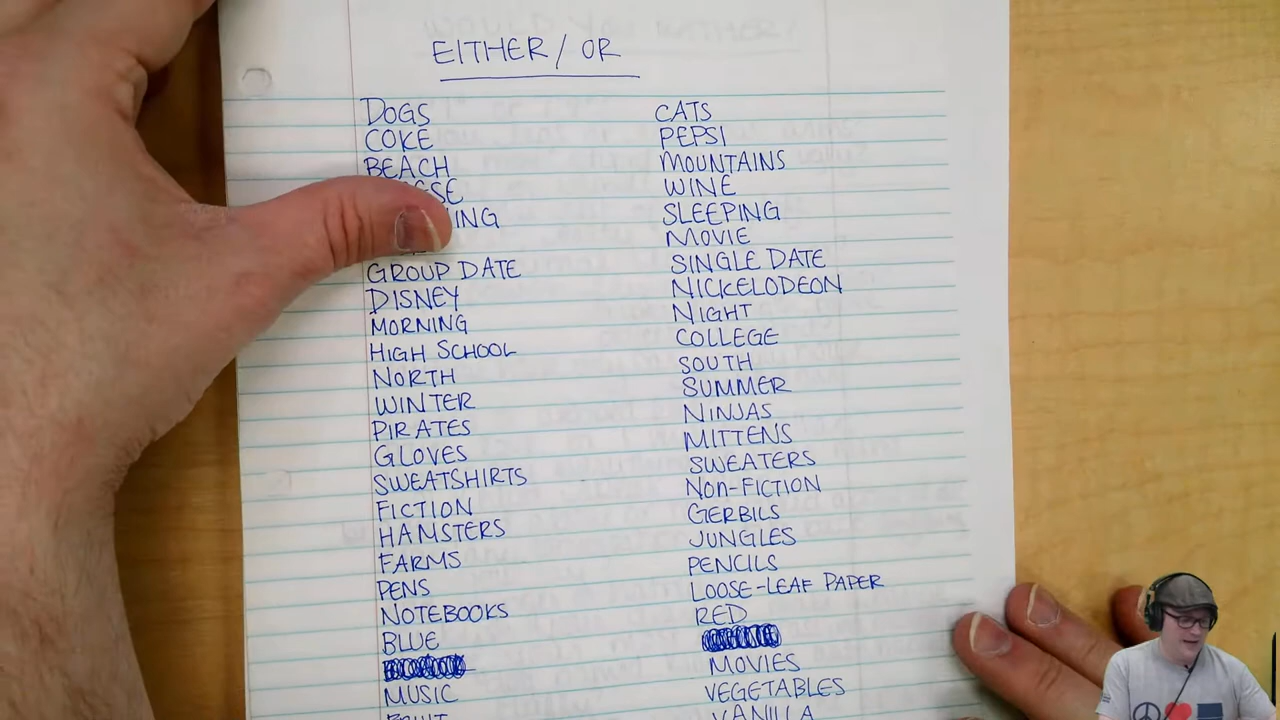 EITHER / OR
DOGS CATS
COKE PEPSI
BEACH MOUNTAINS
WINE
SLEEPING
MOVIE
GROUP DATE SINGLE DATE
DISNEY NICKELODEON
MORNING NIGHT
HIGH SCHOOL COLLEGE
NORTH SOUTH
WINTER SUMMER
PIRATES NINJAS
GLOVES MITTENS
SWEATSHIRTS SWEATERS
FICTION NON-FICTION
HAMSTERS GERBILS
FARMS JUNGLES
PENS PENCILS
NOTEBOOKS LOOSE-LEAF PAPER
BLUE RED
MUSIC MOVIES
FRUIT VEGETABLES
VANILLA